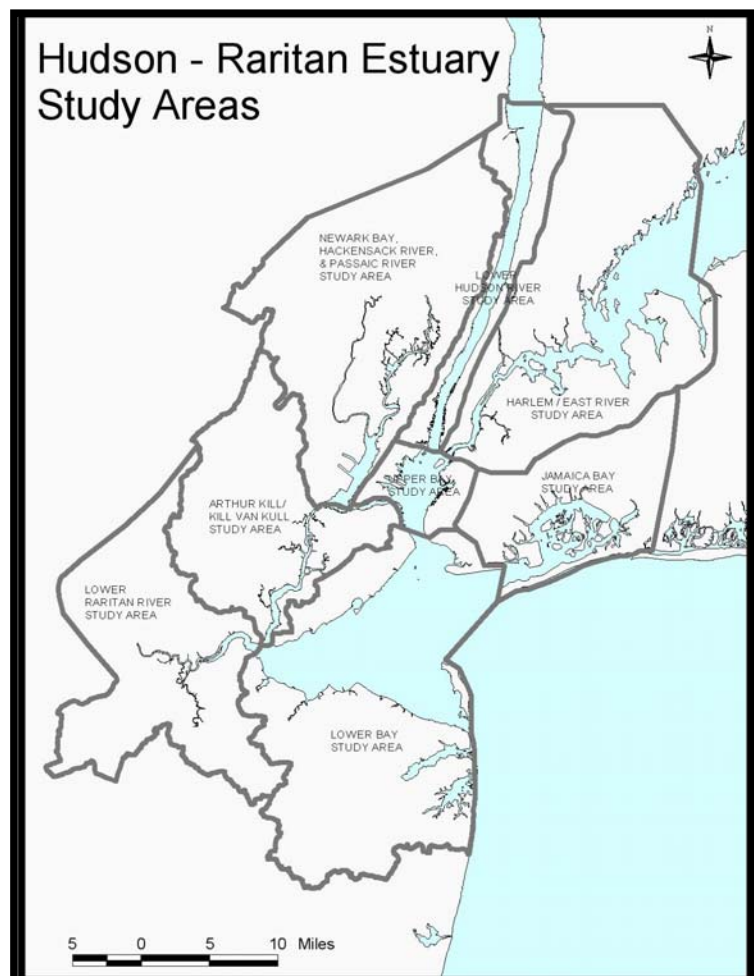 Hudson - Raritan Estuary
Study Areas
N
NEWARK BAY,
HACKENSACK RIVER,
& PASSAIC RIVER
STUDY AREA
LOWER
HUDSON RIVER
STUDY AREA
HARLEM / EAST RIVER
STUDY AREA
UPPER BAY
STUDY AREA
JAMAICA BAY
STUDY AREA
ARTHUR KILL/
KILL VAN KULL
STUDY AREA
LOWER
RARITAN RIVER
STUDY AREA
LOWER BAY
STUDY AREA
5 0 5 10 Miles